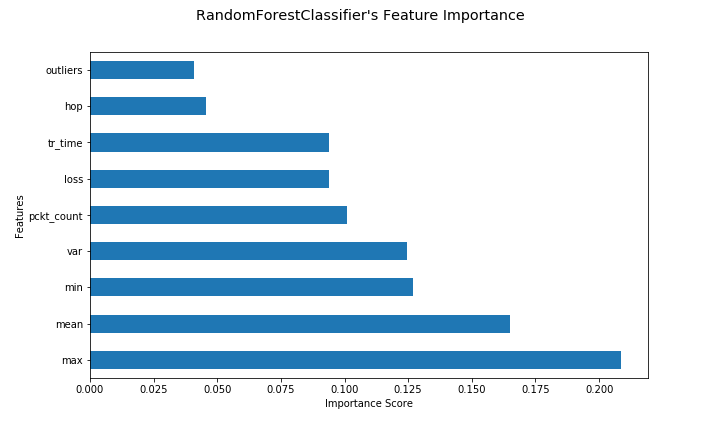 RandomForestClassifier's Feature Importance
outliers
hop
tr_time
loss
pckt_count
var
min
mean
max
Features
0.000 0.025 0.050 0.075 0.100 0.125 0.150 0.175 0.200
Importance Score